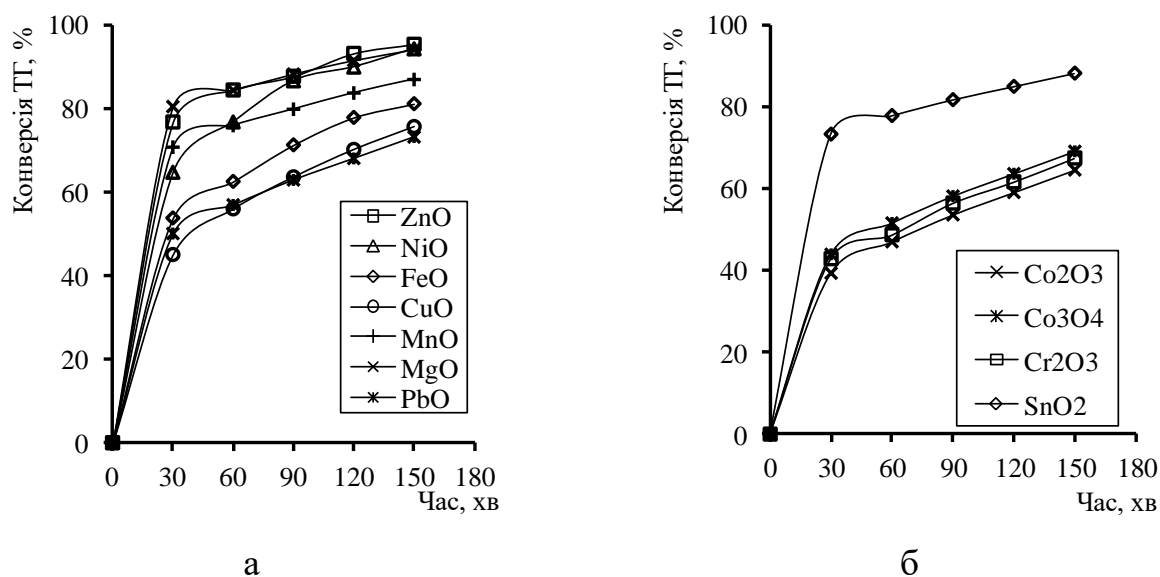 Конверсія ТГ, %
100
80
60
40
20
0
ZnO
NiO
FeO
CuO
MnO
MgO
PbO
0 30 60 90 120 150 180
Час, хв
а
Конверсія ТГ, %
100
80
60
40
20
0
Co2O3
Co3O4
Cr2O3
SnO2
0 30 60 90 120 150 180
Час, хв
б